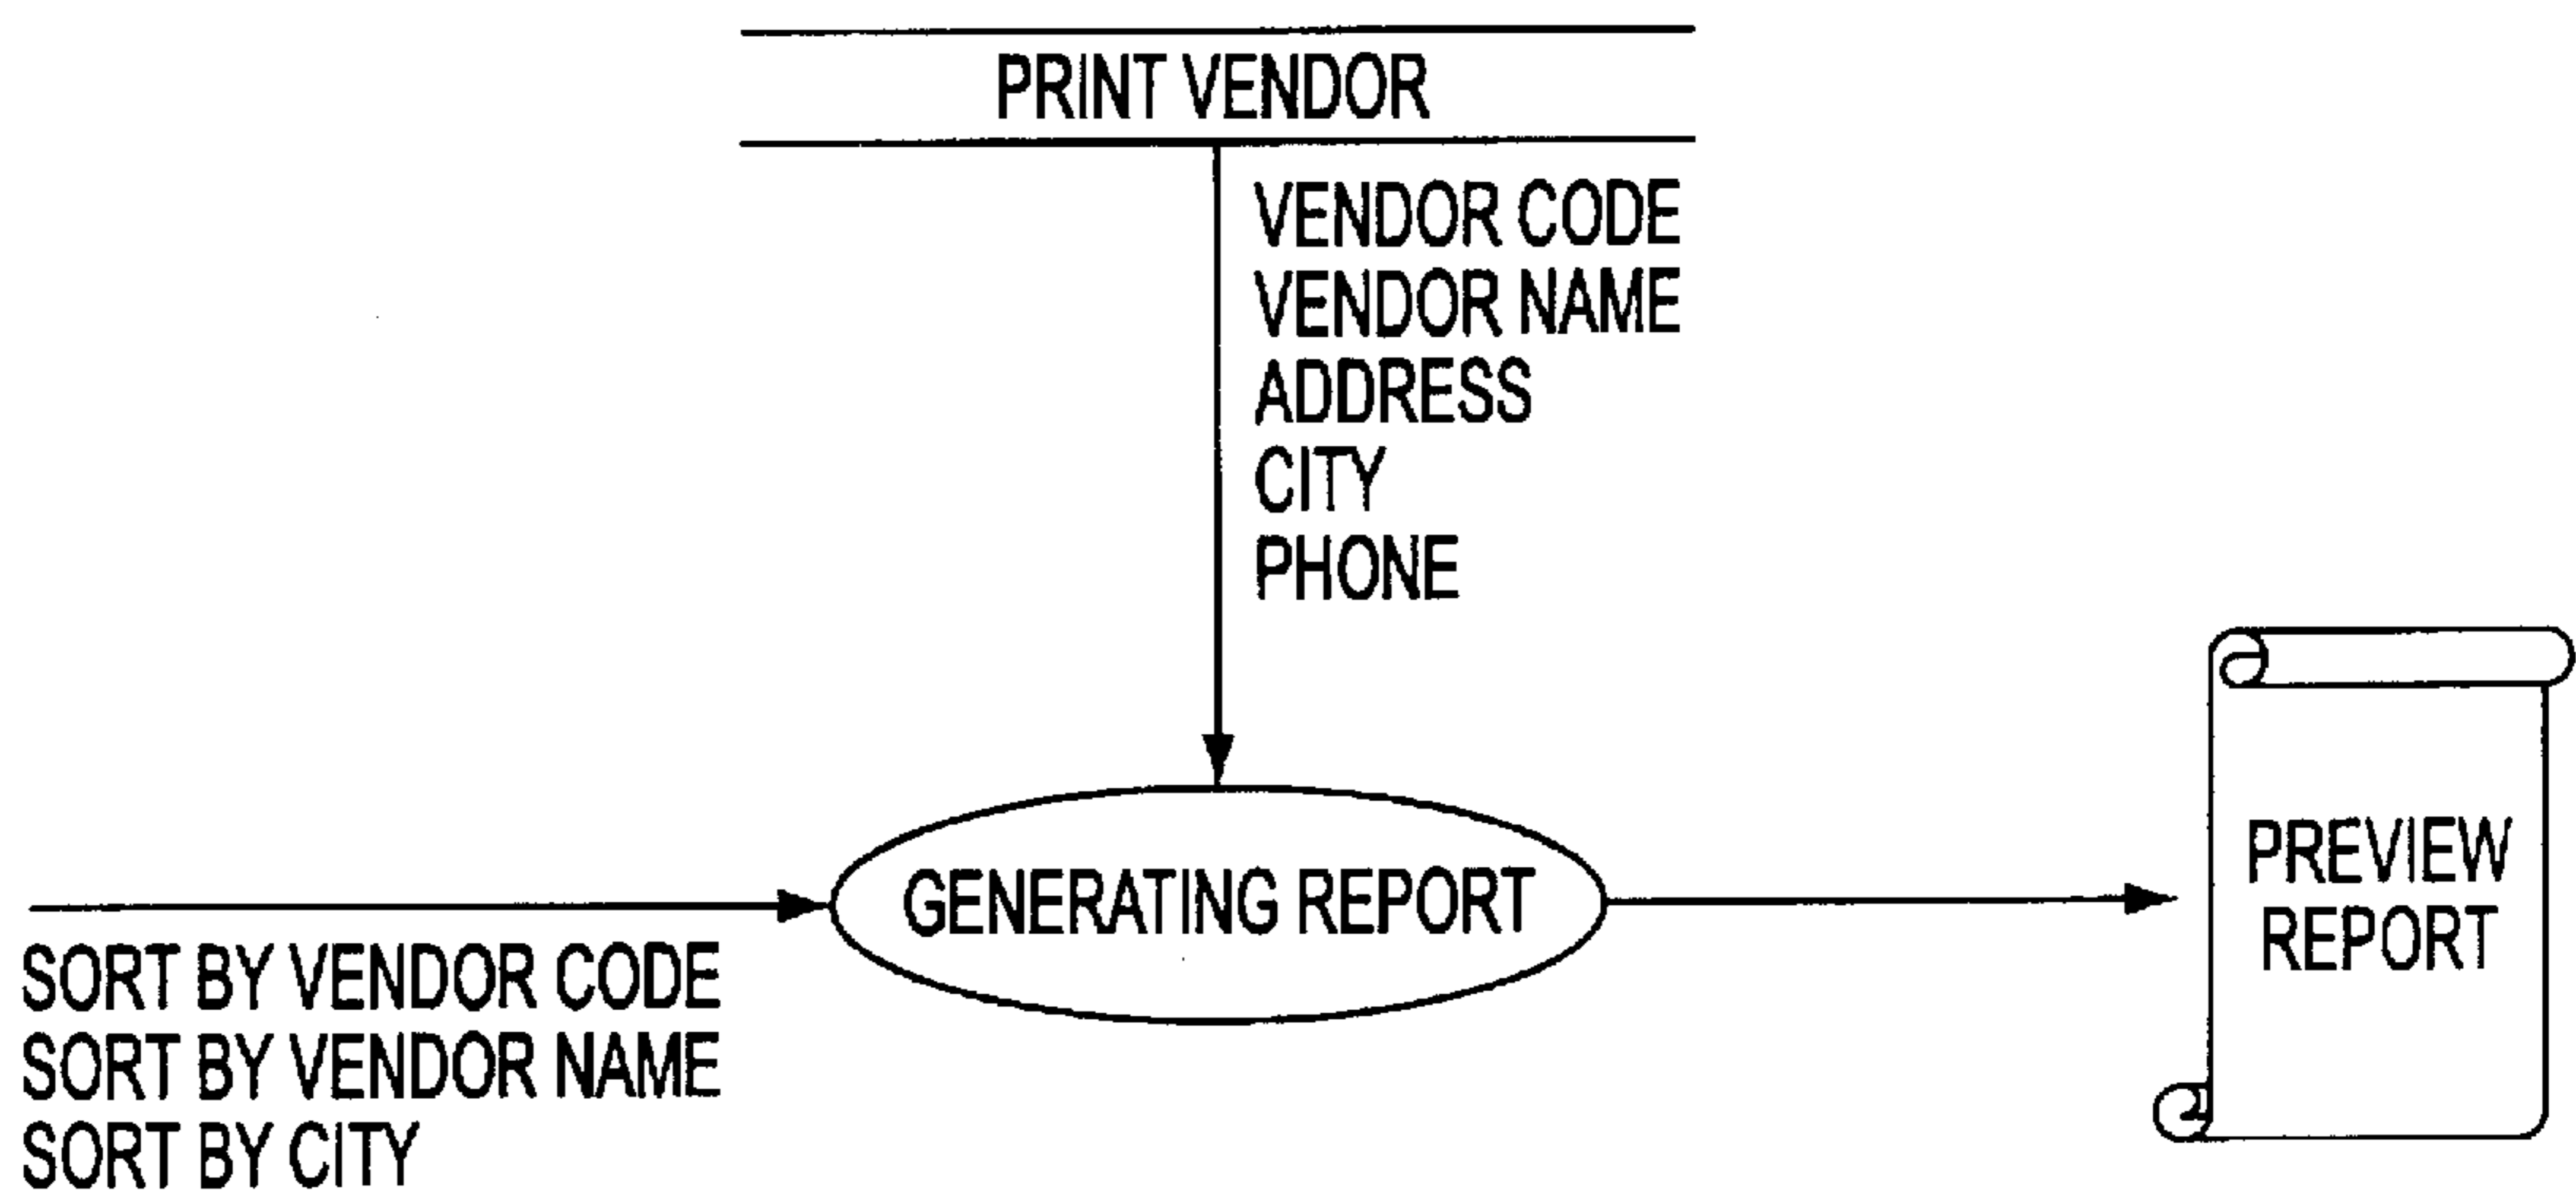 PRINT VENDOR
VENDOR CODE
VENDOR NAME
ADDRESS
CITY
PHONE
GENERATING REPORT
SORT BY VENDOR CODE
SORT BY VENDOR NAME
SORT BY CITY
PREVIEW
REPORT